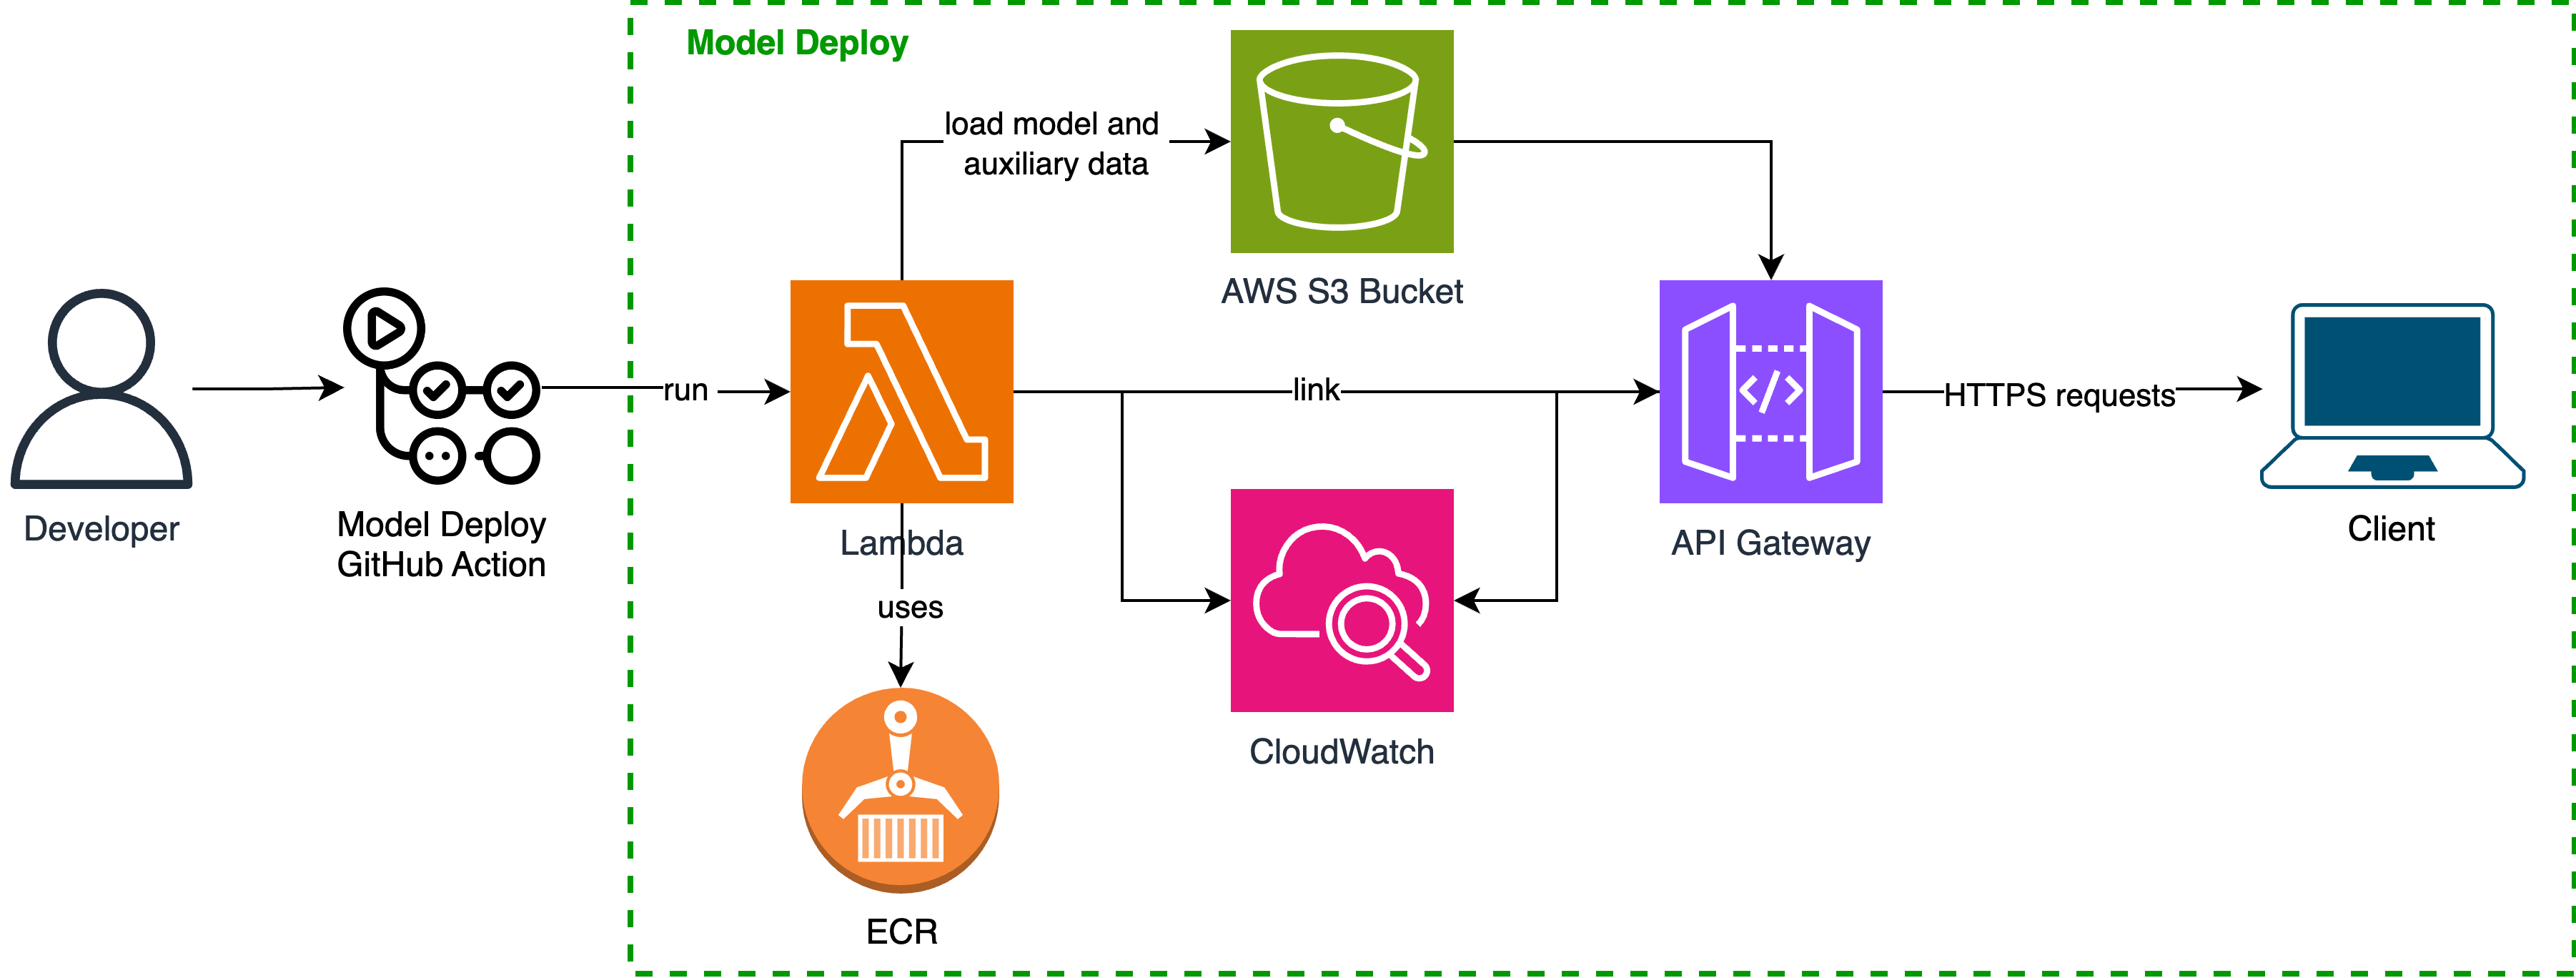 Model Deploy
load model and
auxiliary data
AWS S3 Bucket
run
link
HTTPS requests
Developer
Model Deploy
GitHub Action
Lambda
API Gateway
Client
uses
CloudWatch
ECR